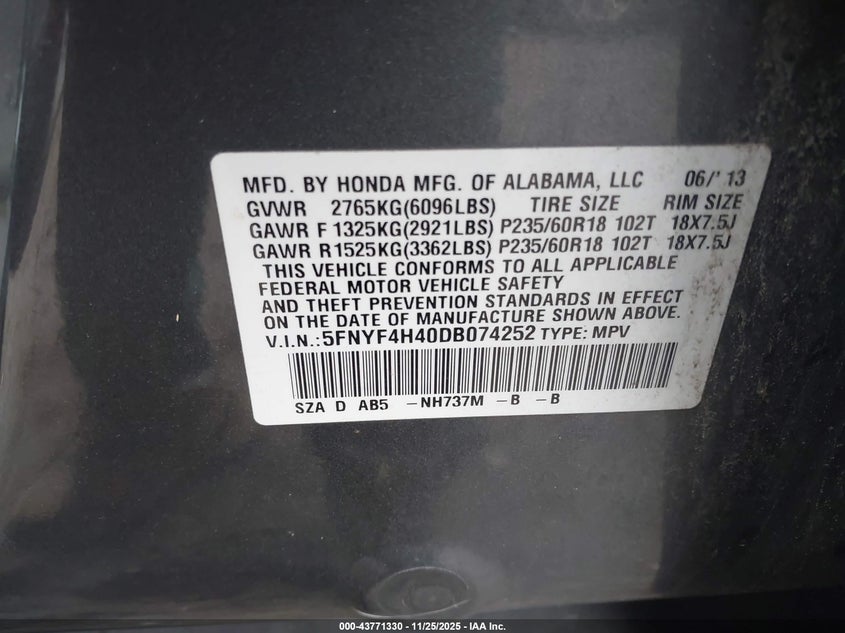 MFD. BY HONDA MFG. OF ALABAMA, LLC 06/'13
GVWR 2765KG(6096LBS) TIRE SIZE RIM SIZE
GAWR F 1325KG(2921LBS) P235/60R18 102T 18X7.5J
GAWR R 1525KG(3362LBS) P235/60R18 102T 18X7.5J
THIS VEHICLE CONFORMS TO ALL APPLICABLE
FEDERAL MOTOR VEHICLE SAFETY
AND THEFT PREVENTION STANDARDS IN EFFECT
ON THE DATE OF MANUFACTURE SHOWN ABOVE.
V.I.N.:5FNYF4H40DB074252 TYPE: MPV
SZA D AB5 -NH737M -B -B
000-43771330 - 11/25/2025 - IAA Inc.